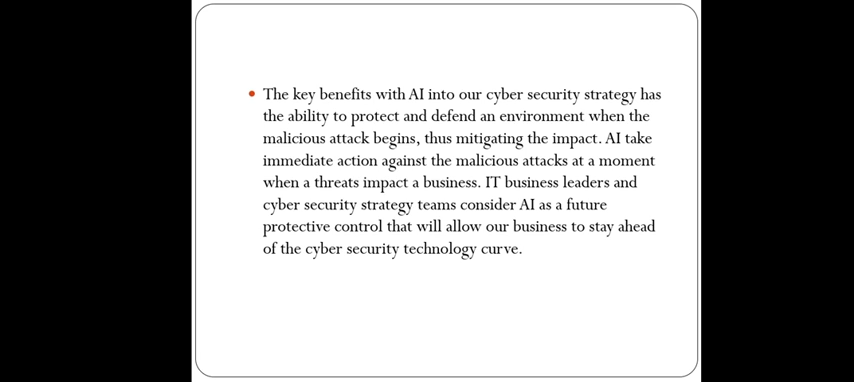 • The key benefits with AI into our cyber security strategy has
the ability to protect and defend an environment when the
malicious attack begins, thus mitigating the impact. AI take
immediate action against the malicious attacks at a moment
when a threats impact a business. IT business leaders and
cyber security strategy teams consider AI as a future
protective control that will allow our business to stay ahead
of the cyber security technology curve.